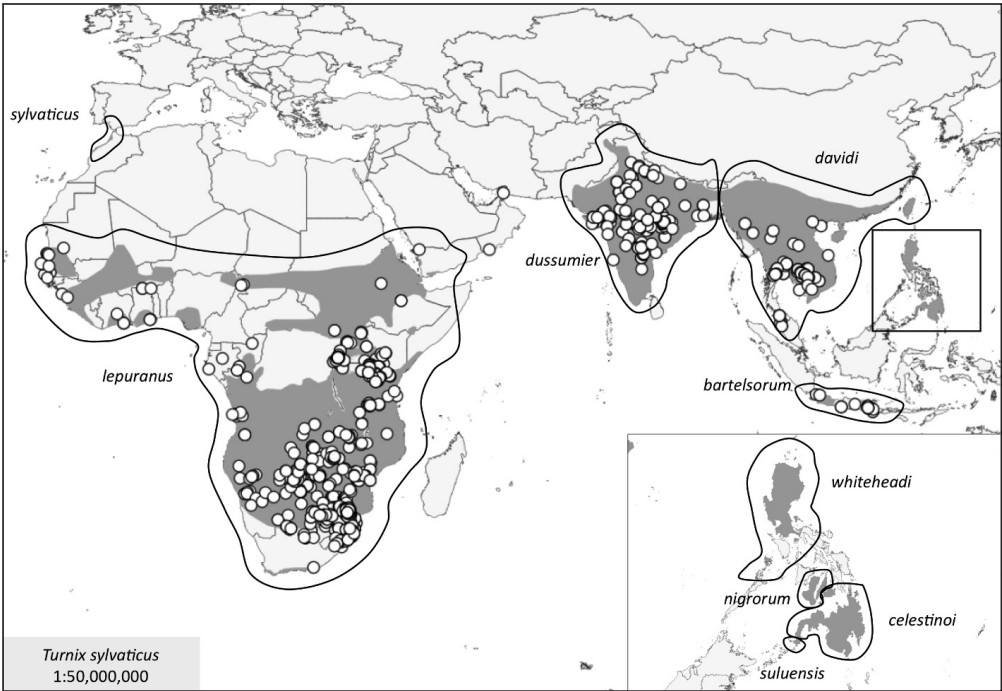 sylvaticus
davidi
dussumier
lepuranus
bartelsorum
whiteheadi
nigrorum
celestinoi
suluensis
Turnix sylvaticus
1:50,000,000